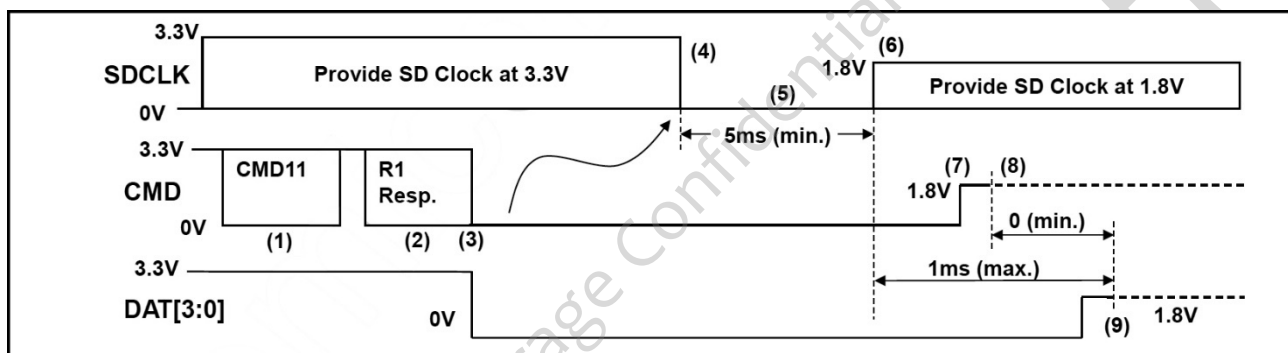 3.3V
SDCLK
Provide SD Clock at 3.3V
(4)
(5)
(6)
1.8V
Provide SD Clock at 1.8V
0V
5ms (min.)
3.3V
CMD
CMD11
R1
Resp.
0V
(1)
(2)
(3)
(7)
(8)
1.8V
0 (min.)
1ms (max.)
3.3V
DAT[3:0]
0V
(9)
1.8V
age Confidential